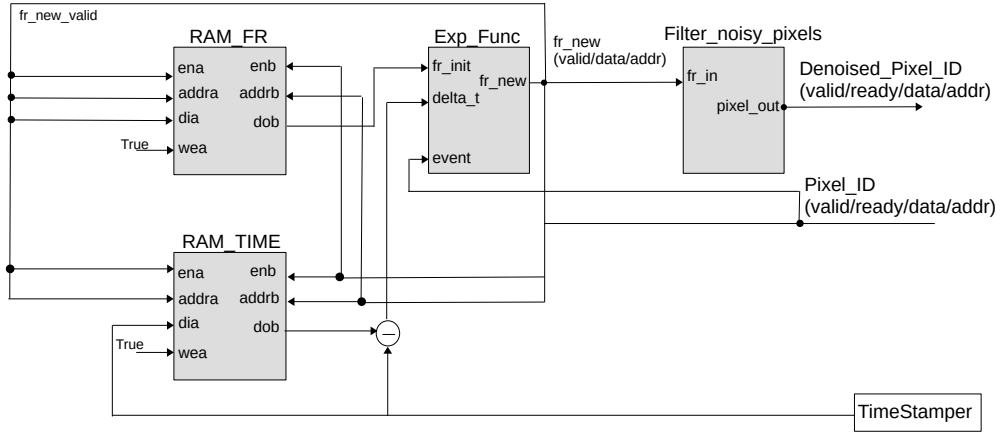 fr_new_valid
RAM_FR
ena
enb
addra
addrb
dia
dob
True
wea
Exp_Func
fr_init
fr_new
delta_t
event
fr_new
(valid/data/addr)
Filter_noisy_pixels
fr_in
pixel_out
Denoised_Pixel_ID
(valid/ready/data/addr)
Pixel_ID
(valid/ready/data/addr)
RAM_TIME
ena
enb
addra
addrb
dia
dob
True
wea
TimeStamper